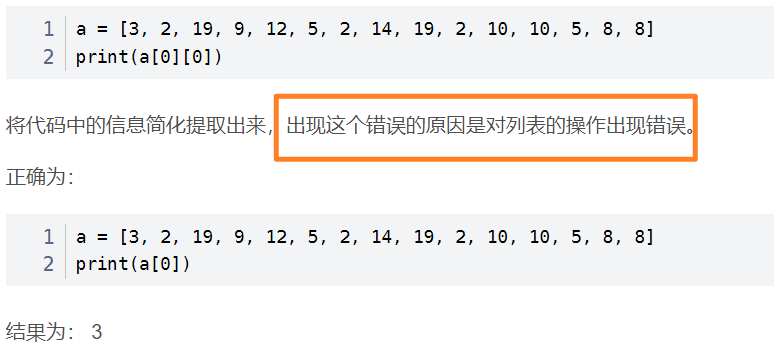 1 a = [3, 2, 19, 9, 12, 5, 2, 14, 19, 2, 10, 10, 5, 8, 8]
2 print(a[0][0])
将代码中的信息简化提取出来，出现这个错误的原因是对列表的操作出现错误。
正确为：
1 a = [3, 2, 19, 9, 12, 5, 2, 14, 19, 2, 10, 10, 5, 8, 8]
2 print(a[0])
结果为： 3